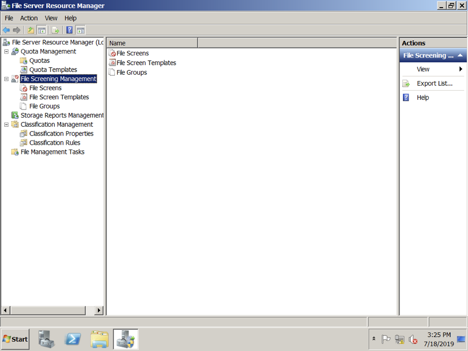 File Server Resource Manager
File Action View Help
File Server Resource Manager (Lc
Quota Management
Quotas
Quota Templates
File Screening Management
File Screens
File Screen Templates
File Groups
Storage Reports Management
Classification Management
Classification Properties
Classification Rules
File Management Tasks
Name
File Screens
File Screen Templates
File Groups
Actions
File Screening ...
View
Export List...
Help
Start
3:25 PM
7/18/2019